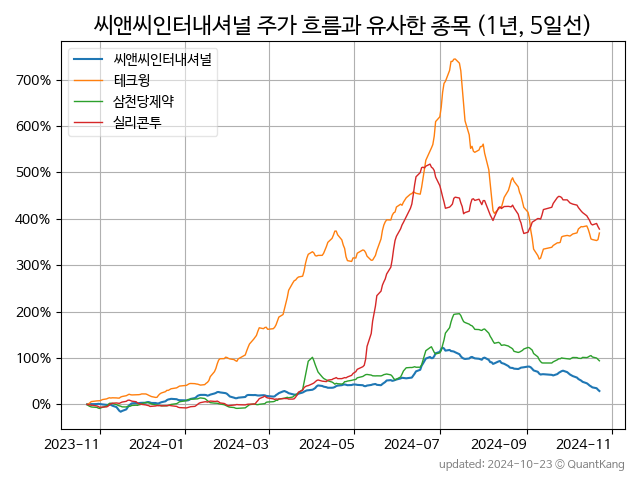 씨앤씨인터내셔널 주가 흐름과 유사한 종목 (1년, 5일선)
씨앤씨인터내셔널
테크윙
삼천당제약
실리콘투
700%
600%
500%
400%
300%
200%
100%
0%
2023-11 2024-01 2024-03 2024-05 2024-07 2024-09 2024-11
updated: 2024-10-23 © QuantKang